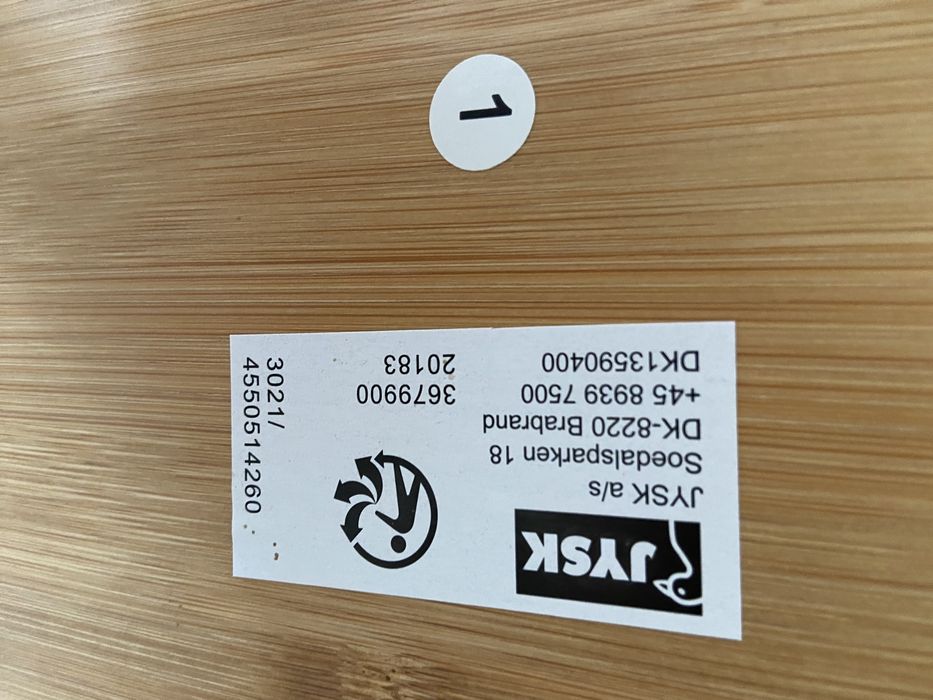 1
JYSK
JYSK a/s
Soedalsparken 18
DK-8220 Brabrand
+45 8939 7500
DK13590400
3679900
20183
3021/
4550514260